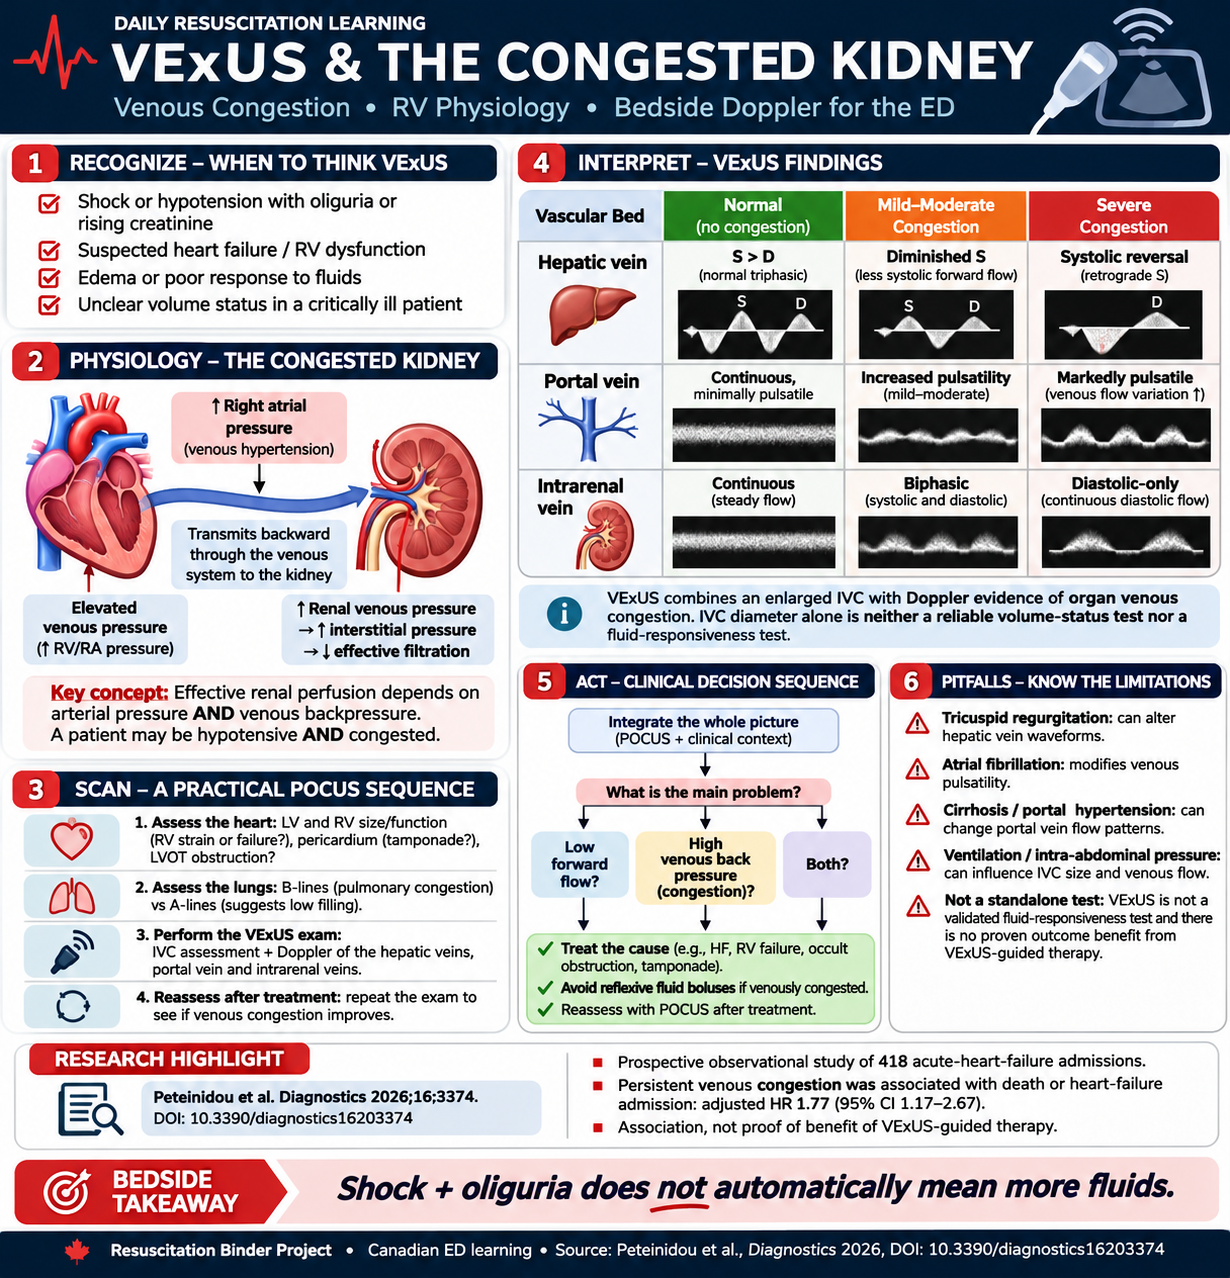 DAILY RESUSCITATION LEARNING
VExUS & THE CONGESTED KIDNEY
Venous Congestion • RV Physiology • Bedside Doppler for the ED
1 RECOGNIZE – WHEN TO THINK VExUS
Shock or hypotension with oliguria or
rising creatinine
Suspected heart failure / RV dysfunction
Edema or poor response to fluids
Unclear volume status in a critically ill patient
2 PHYSIOLOGY – THE CONGESTED KIDNEY
↑ Right atrial
pressure
(venous hypertension)
Transmits backward
through the venous
system to the kidney
Elevated
venous pressure
(↑ RV/RA pressure)
↑ Renal venous pressure
→ ↑ interstitial pressure
→ ↓ effective filtration
Key concept: Effective renal perfusion depends on
arterial pressure AND venous backpressure.
A patient may be hypotensive AND congested.
3 SCAN – A PRACTICAL POCUS SEQUENCE
1. Assess the heart: LV and RV size/function
(RV strain or failure?), pericardium (tamponade?),
LVOT obstruction?
2. Assess the lungs: B-lines (pulmonary congestion)
vs A-lines (suggests low filling).
3. Perform the VExUS exam:
IVC assessment + Doppler of the hepatic veins,
portal vein and intrarenal veins.
4. Reassess after treatment: repeat the exam to
see if venous congestion improves.
4 INTERPRET – VExUS FINDINGS
Vascular Bed
Normal
(no congestion)
Mild–Moderate
Congestion
Severe
Congestion
Hepatic vein
S > D
(normal triphasic)
S D
Diminished S
(less systolic forward flow)
S D
Systolic reversal
(retrograde S)
D
Portal vein
Continuous,
minimally pulsatile
Increased pulsatility
(mild–moderate)
Markedly pulsatile
(venous flow variation ↑)
Intrarenal
vein
Continuous
(steady flow)
Biphasic
(systolic and diastolic)
Diastolic-only
(continuous diastolic flow)
i
VExUS combines an enlarged IVC with Doppler evidence of organ venous
congestion. IVC diameter alone is neither a reliable volume-status test nor a
fluid-responsiveness test.
5 ACT – CLINICAL DECISION SEQUENCE
Integrate the whole picture
(POCUS + clinical context)
What is the main problem?
Low
forward
flow?
High
venous back
pressure
(congestion)?
Both?
Treat the cause (e.g., HF, RV failure, occult
obstruction, tamponade).
Avoid reflexive fluid boluses if venously congested.
Reassess with POCUS after treatment.
6 PITFALLS – KNOW THE LIMITATIONS
Tricuspid regurgitation: can alter
hepatic vein waveforms.
Atrial fibrillation: modifies venous
pulsatility.
Cirrhosis / portal hypertension: can
change portal vein flow patterns.
Ventilation / intra-abdominal pressure:
can influence IVC size and venous flow.
Not a standalone test: VExUS is not a
validated fluid-responsiveness test and there
is no proven outcome benefit from
VExUS-guided therapy.
RESEARCH HIGHLIGHT
Peteinidou et al. Diagnostics 2026;16;3374.
DOI: 10.3390/diagnostics16203374
Prospective observational study of 418 acute-heart-failure admissions.
Persistent venous congestion was associated with death or heart-failure
admission: adjusted HR 1.77 (95% CI 1.17–2.67).
Association, not proof of benefit of VExUS-guided therapy.
BEDSIDE
TAKEAWAY
Shock + oliguria does not automatically mean more fluids.
Resuscitation Binder Project • Canadian ED learning • Source: Peteinidou et al., Diagnostics 2026, DOI: 10.3390/diagnostics16203374